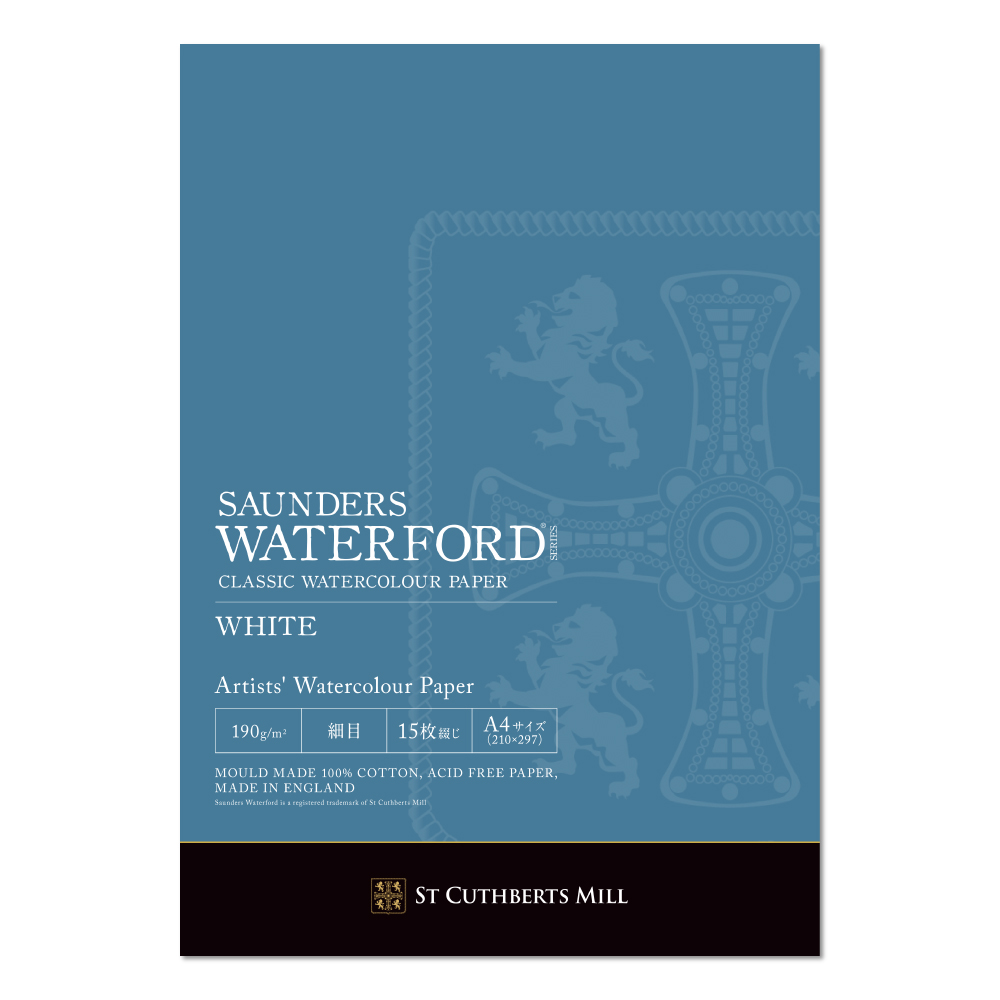 SAUNDERS
WATERFORD® SERIES
CLASSIC WATERCOLOUR PAPER
WHITE
Artists' Watercolour Paper
190g/m² 細目 15枚綴じ A4サイズ
(210×297)
MOULD MADE 100% COTTON, ACID FREE PAPER,
MADE IN ENGLAND
Saunders Waterford is a registered trademark of St Cuthberts Mill
ST CUTHBERTS MILL